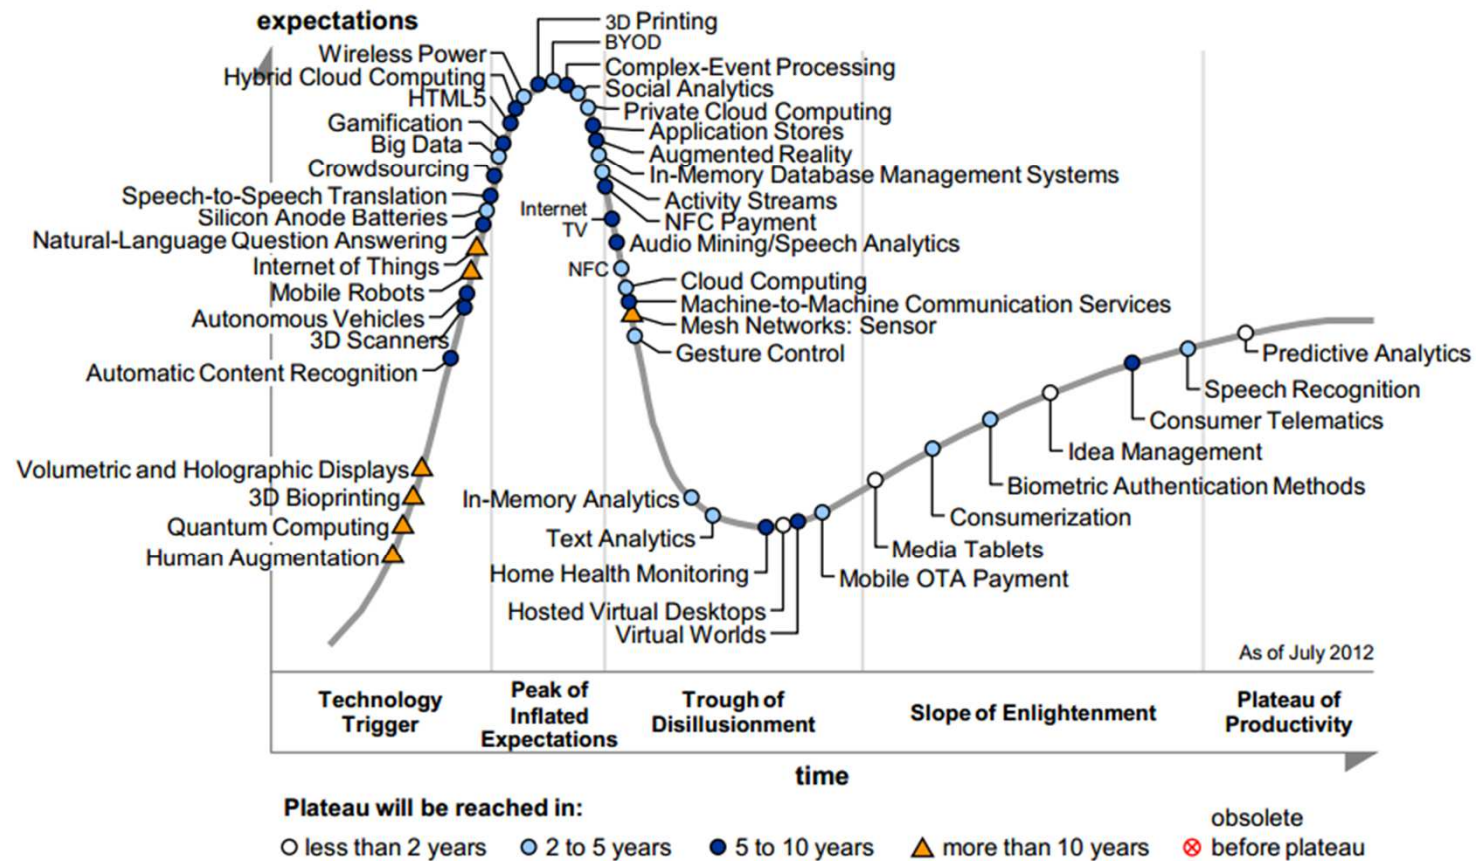 expectations
3D Printing
BYOD
Wireless Power
Complex-Event Processing
Hybrid Cloud Computing
Social Analytics
HTML5
Private Cloud Computing
Gamification
Application Stores
Big Data
Augmented Reality
Crowdsourcing
In-Memory Database Management Systems
Speech-to-Speech Translation
Activity Streams
Silicon Anode Batteries
Internet
TV
NFC Payment
Natural-Language Question Answering
Audio Mining/Speech Analytics
Internet of Things
NFC
Cloud Computing
Mobile Robots
Machine-to-Machine Communication Services
Autonomous Vehicles
Mesh Networks: Sensor
3D Scanners
Gesture Control
Automatic Content Recognition
Predictive Analytics
Speech Recognition
Consumer Telematics
Idea Management
Volumetric and Holographic Displays
Biometric Authentication Methods
3D Bioprinting
In-Memory Analytics
Consumerization
Quantum Computing
Text Analytics
Media Tablets
Human Augmentation
Home Health Monitoring
Mobile OTA Payment
Hosted Virtual Desktops
Virtual Worlds
As of July 2012
Technology
Trigger
Peak of
Inflated
Expectations
Trough of
Disillusionment
Slope of Enlightenment
Plateau of
Productivity
time
Plateau will be reached in:
less than 2 years
2 to 5 years
5 to 10 years
more than 10 years
obsolete
before plateau